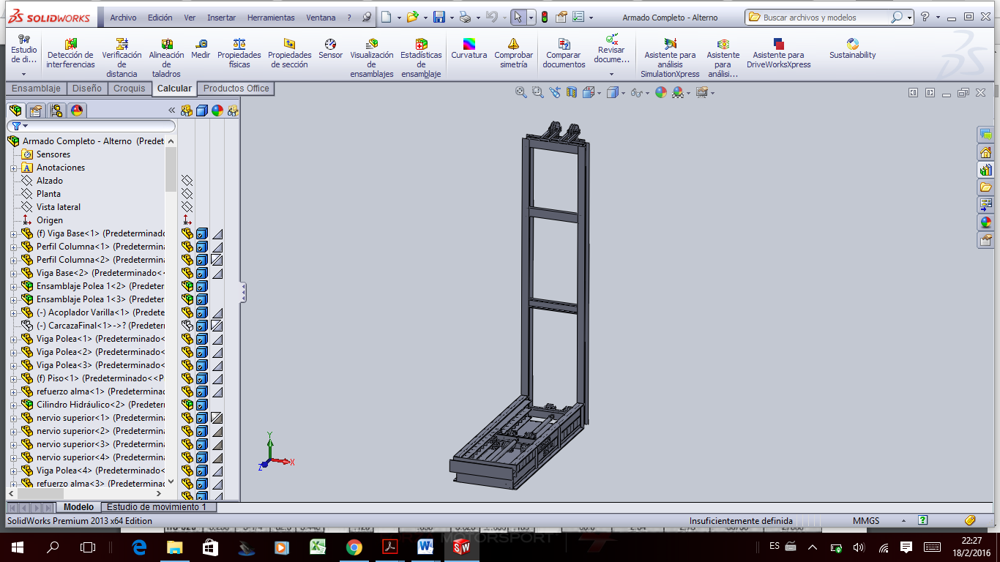 SOLIDWORKS Archivo Edición Ver Insertar Herramientas Ventana ? Armado Completo - Alterno Buscar archivos y modelos ?
Estudio
de di...
Detección de
interferencias
Verificación
de
distancia
Alineación
de
taladros
Medir
Propiedades
físicas
Propiedades
de sección
Sensor
Visualización
de
ensamblajes
Estadísticas
de
ensamblaje
Curvatura
Comprobar
simetría
Comparar
documentos
Revisar
docume...
Asistente para
análisis
SimulationXpress
Asistente
para
análisi...
Asistente para
DriveWorksXpress
Sustainability
Ensamblaje Diseño Croquis Calcular Products Office
Armado Completo - Alterno (Predet
Sensores
A Anotaciones
Alzado
Planta
Vista lateral
Origen
(f) Viga Base<1> (Predeterminado
Perfil Columna<1> (Predetermina
Perfil Columna<2> (Predetermina
Viga Base<2> (Predeterminado<<
Ensamblaje Polea 1<2> (Predeter
Ensamblaje Polea 1<3> (Predeter
(-) Acoplador Varilla<1> (Predete
(-) CarcazaFinal<1>->? (Predeterr
Viga Polea<1> (Predeterminado<
Viga Polea<2> (Predeterminado<
Viga Polea<3> (Predeterminado<
(f) Piso<1> (Predeterminado<<P
refuerzo alma<1> (Predeterminac
Cilindro Hidráulico<2> (Predeterr
nervio superior<1> (Predetermina
nervio superior<2> (Predetermina
nervio superior<3> (Predetermina
nervio superior<4> (Predetermina
Viga Polea<4> (Predeterminado<
refuerzo alma<3> (Predeterminac
Y
X
Z
Modelo Estudio de movimiento 1
SolidWorks Premium 2013 x64 Edition Insuficientemente definida MMGS ?
MOTORSPORT
ES 22:27
18/2/2016